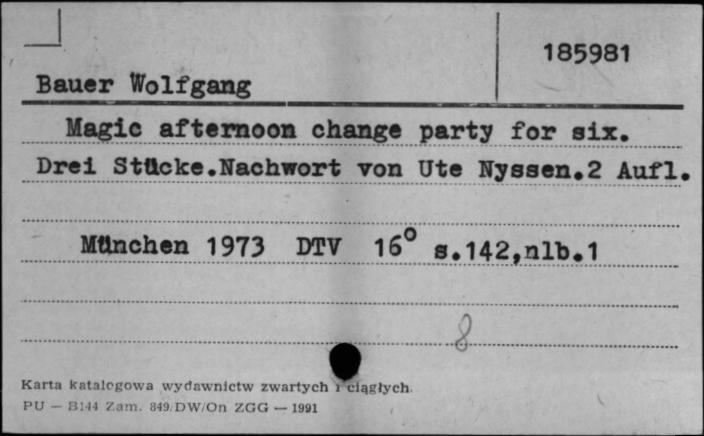 185981
Bauer Wolfgang
Magic afternoon change party for six.
Drei Stücke.Nachwort von Ute Nyssen.2 Aufl.
München 1973 DTV 16° s.142,nlb.1
8
Karta katalogowa wydawnictw zwartych i ciągłych.
PU — B144 Zam. 849/DW/On ZGG — 1991